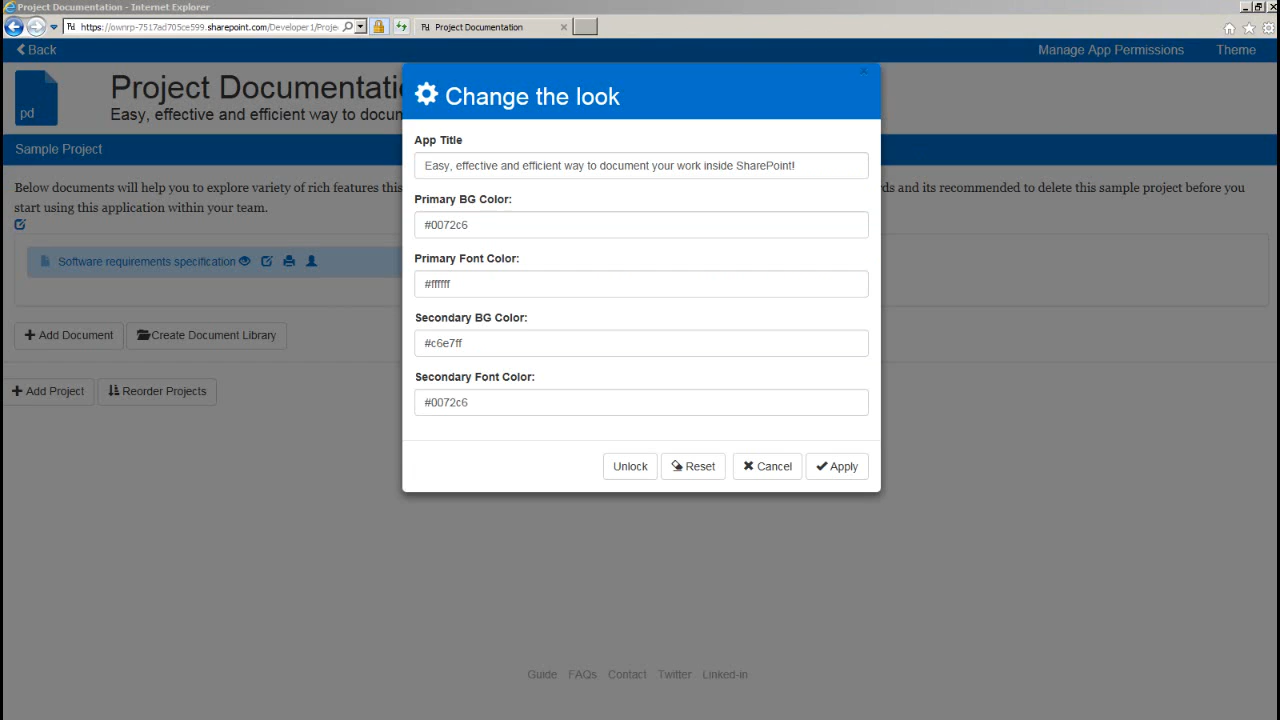 Project Documentation - Internet Explorer
https://ownrp-7517ad705ce599.sharepoint.com/Developer1/Proje
Project Documentation
Back
Manage App Permissions
Theme
pd
Project Documentati
Easy, effective and efficient way to docum
Sample Project
Below documents will help you to explore variety of rich features this
rds and its recommended to delete this sample project before you
start using this application within your team.
Software requirements specification
Add Document
Create Document Library
Add Project
Reorder Projects
Change the look
App Title
Easy, effective and efficient way to document your work inside SharePoint!
Primary BG Color:
#0072c6
Primary Font Color:
#ffffff
Secondary BG Color:
#c6e7ff
Secondary Font Color:
#0072c6
Unlock
Reset
Cancel
Apply
Guide FAQs Contact Twitter Linked-in